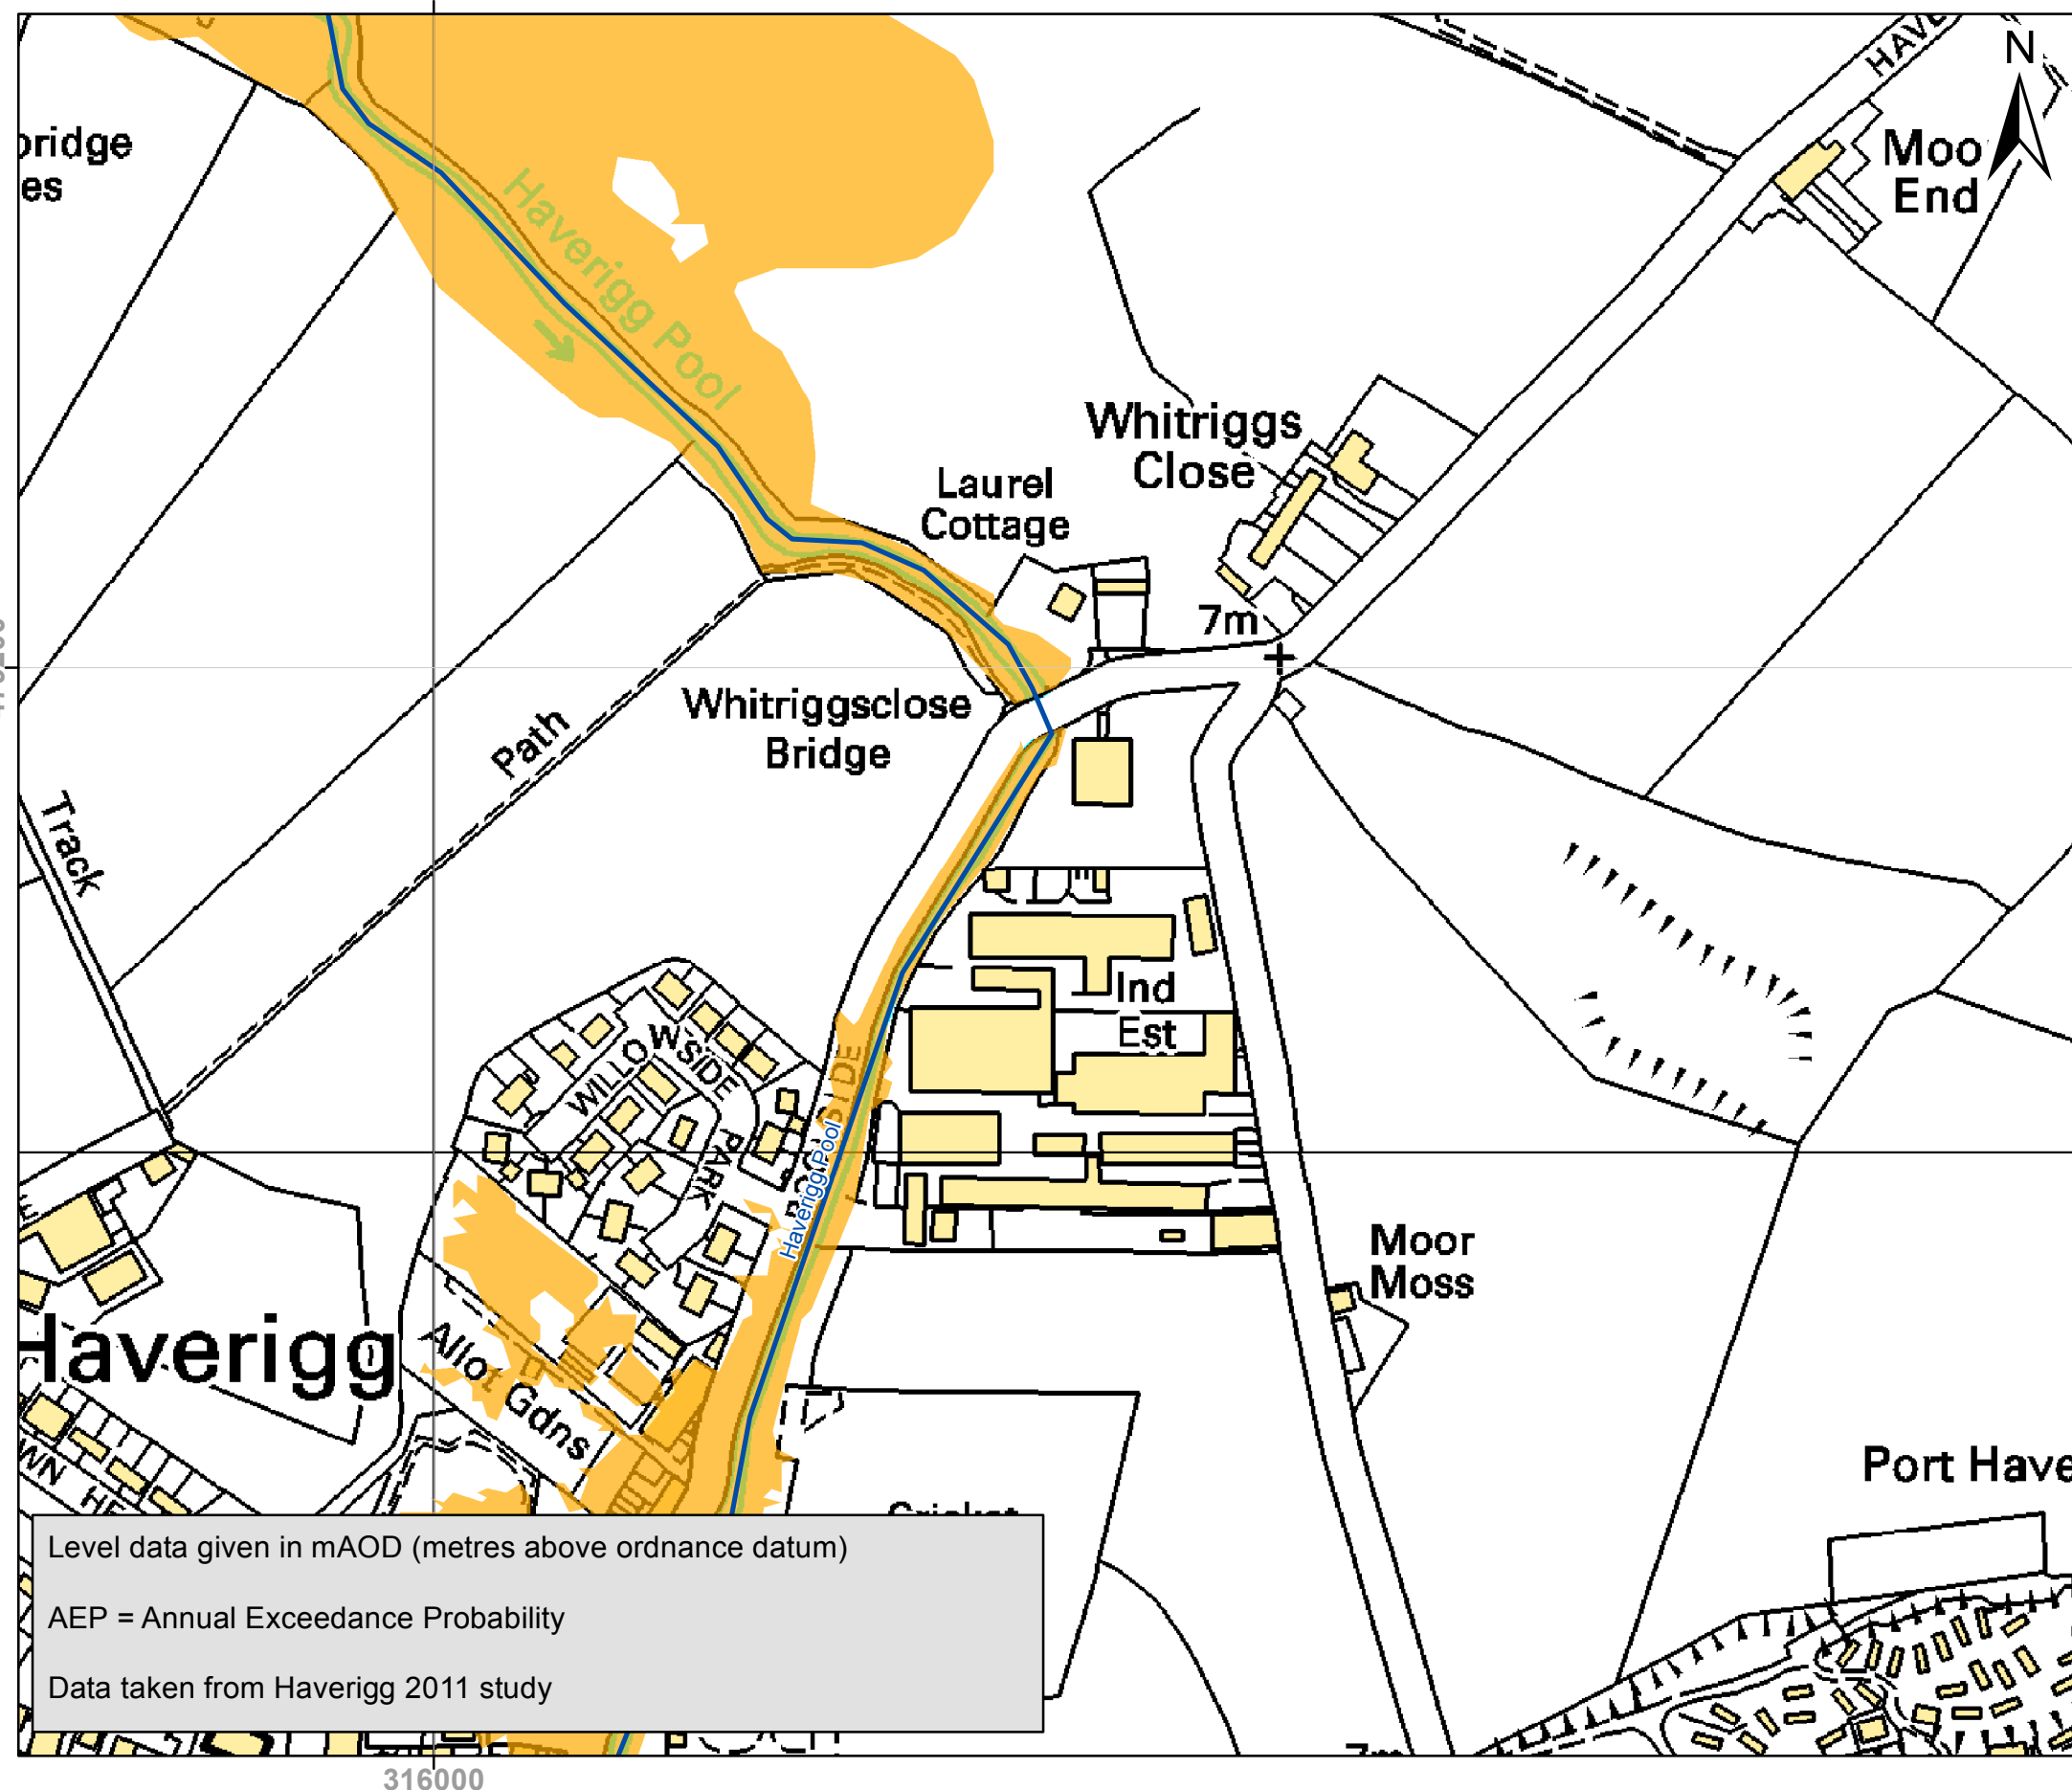 N
Moo
End
Haverigg Pool
Whitriggs
Close
Laurel
Cottage
7m
Whitriggsclose
Bridge
Path
Track
Ind
Est
WILLOWSIDE
PARK
Haverigg Pool
Moor
Moss
Haverigg
Allot Gdns
Port Have
Level data given in mAOD (metres above ordnance datum)
AEP = Annual Exceedance Probability
Data taken from Haverigg 2011 study
316000